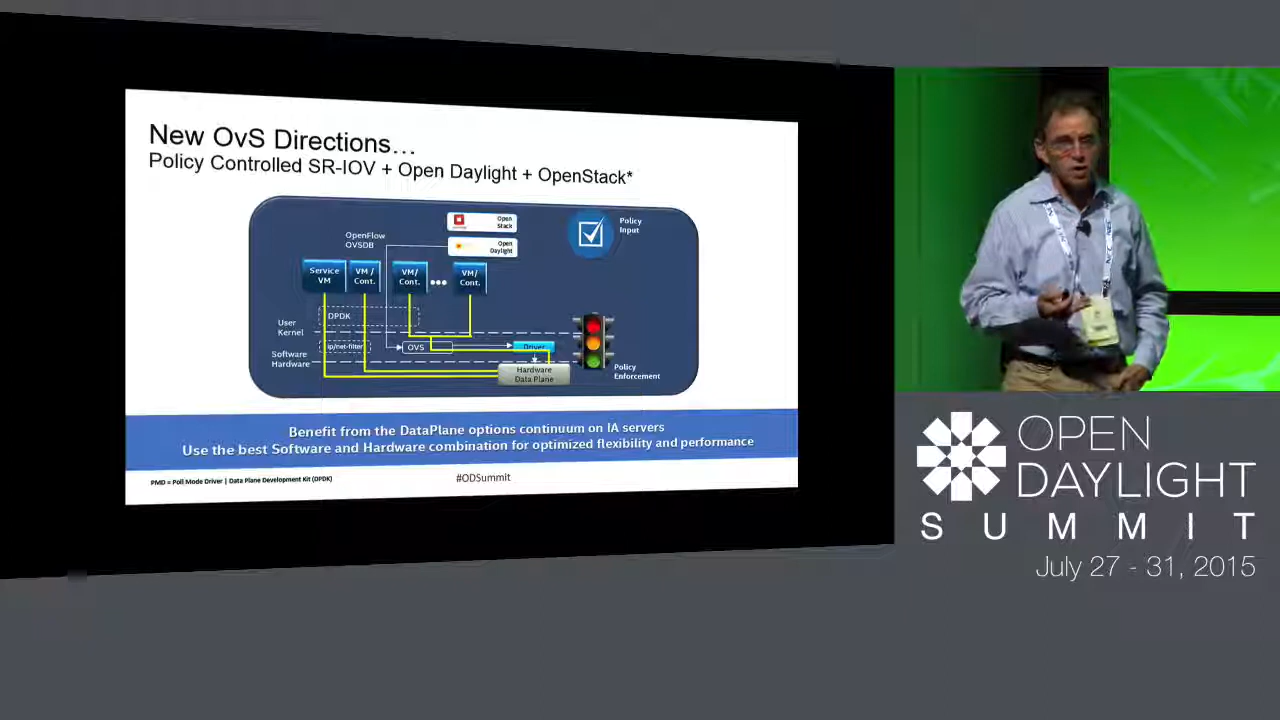 New OvS Directions…
Policy Controlled SR-IOV + Open Daylight + OpenStack*
Open
Stack
Policy
Input
OpenFlow
OVSDB
Open
Daylight
Service
VM
VM /
Cont.
VM/
Cont.
VM/
Cont.
DPDK
User
Kernel
ip/net-filter
OVS
Driver
Software
Hardware
Hardware
Data Plane
Policy
Enforcement
Benefit from the DataPlane options continuum on IA servers
Use the best Software and Hardware combination for optimized flexibility and performance
PMD = Poll Mode Driver | Data Plane Development Kit (DPDK)
#ODSummit
OPEN
DAYLIGHT
SUMMIT
July 27 - 31, 2015